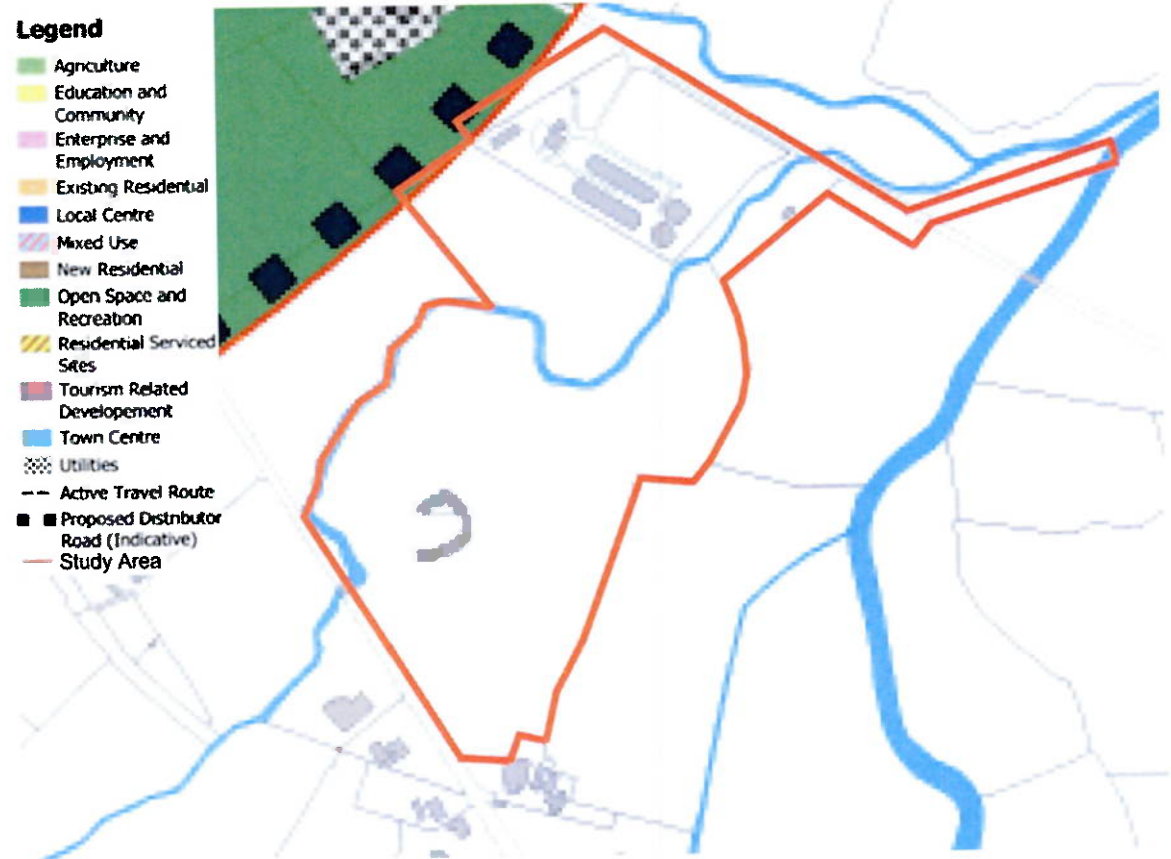 Legend
Agriculture
Education and
Community
Enterprise and
Employment
Existing Residential
Local Centre
Mixed Use
New Residential
Open Space and
Recreation
Residential Serviced
Sites
Tourism Related
Developement
Town Centre
Utilities
Active Travel Route
Proposed Distributor
Road (Indicative)
Study Area